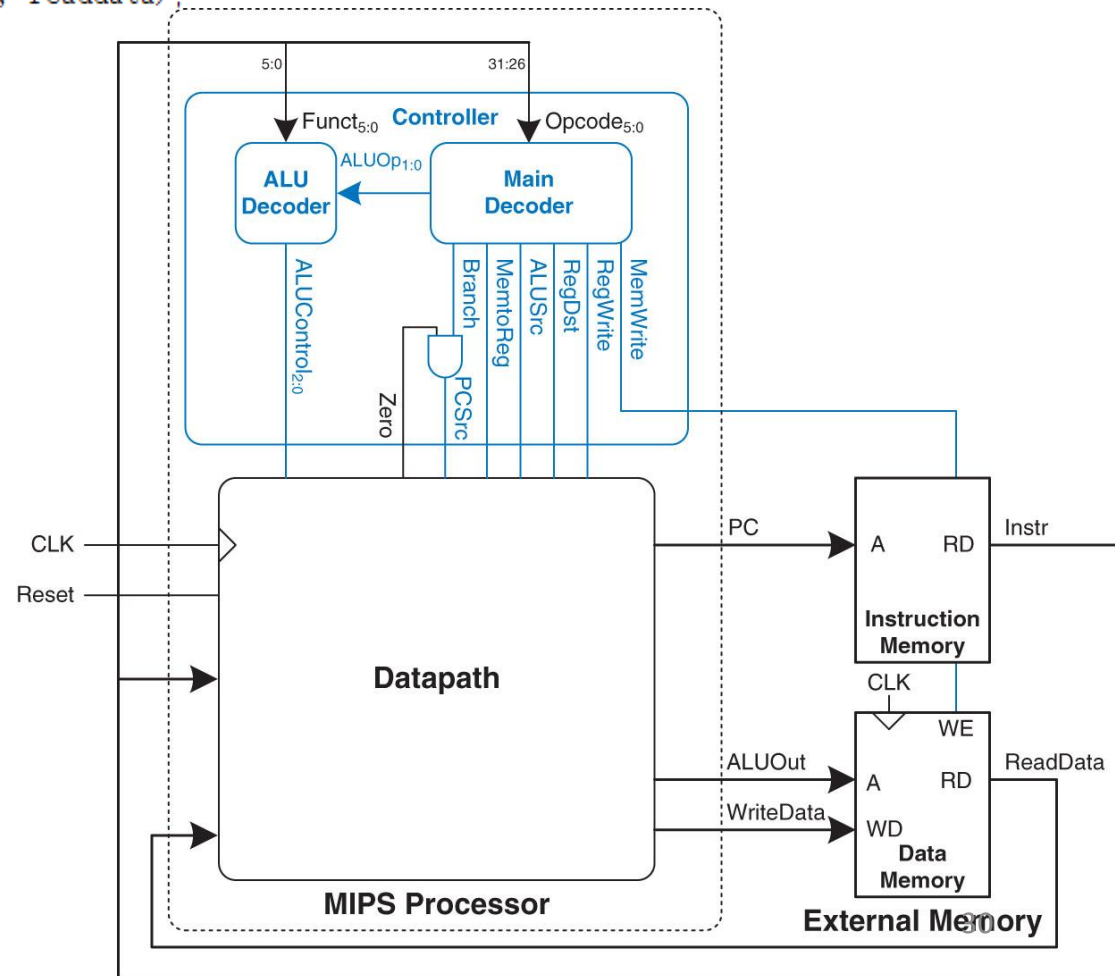 5:0
31:26
Funct5:0
Controller
Opcode5:0
ALUOp1:0
ALU
Decoder
Main
Decoder
ALUControl2:0
Zero
Branch
PCSrc
MemtoReg
ALUSrc
RegDst
RegWrite
MemWrite
CLK
Reset
Datapath
MIPS Processor
PC
A
RD
Instr
Instruction
Memory
CLK
WE
ALUOut
A
RD
ReadData
WriteData
WD
Data
Memory
External Memory
30